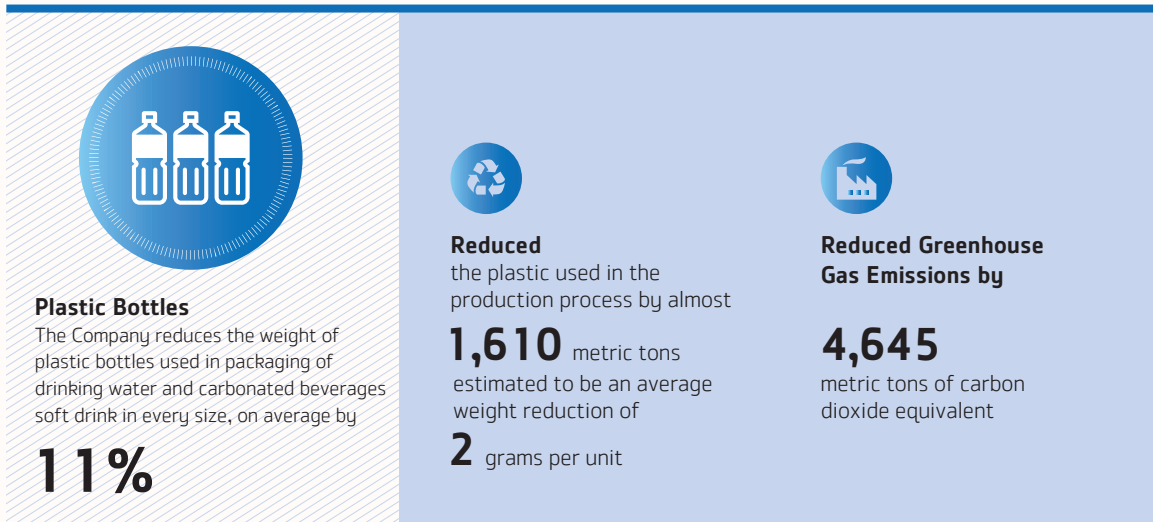 Plastic Bottles
The Company reduces the weight of
plastic bottles used in packaging of
drinking water and carbonated beverages
soft drink in every size, on average by
11%
Reduced
the plastic used in the
production process by almost
1,610 metric tons
estimated to be an average
weight reduction of
2 grams per unit
Reduced Greenhouse
Gas Emissions by
4,645
metric tons of carbon
dioxide equivalent